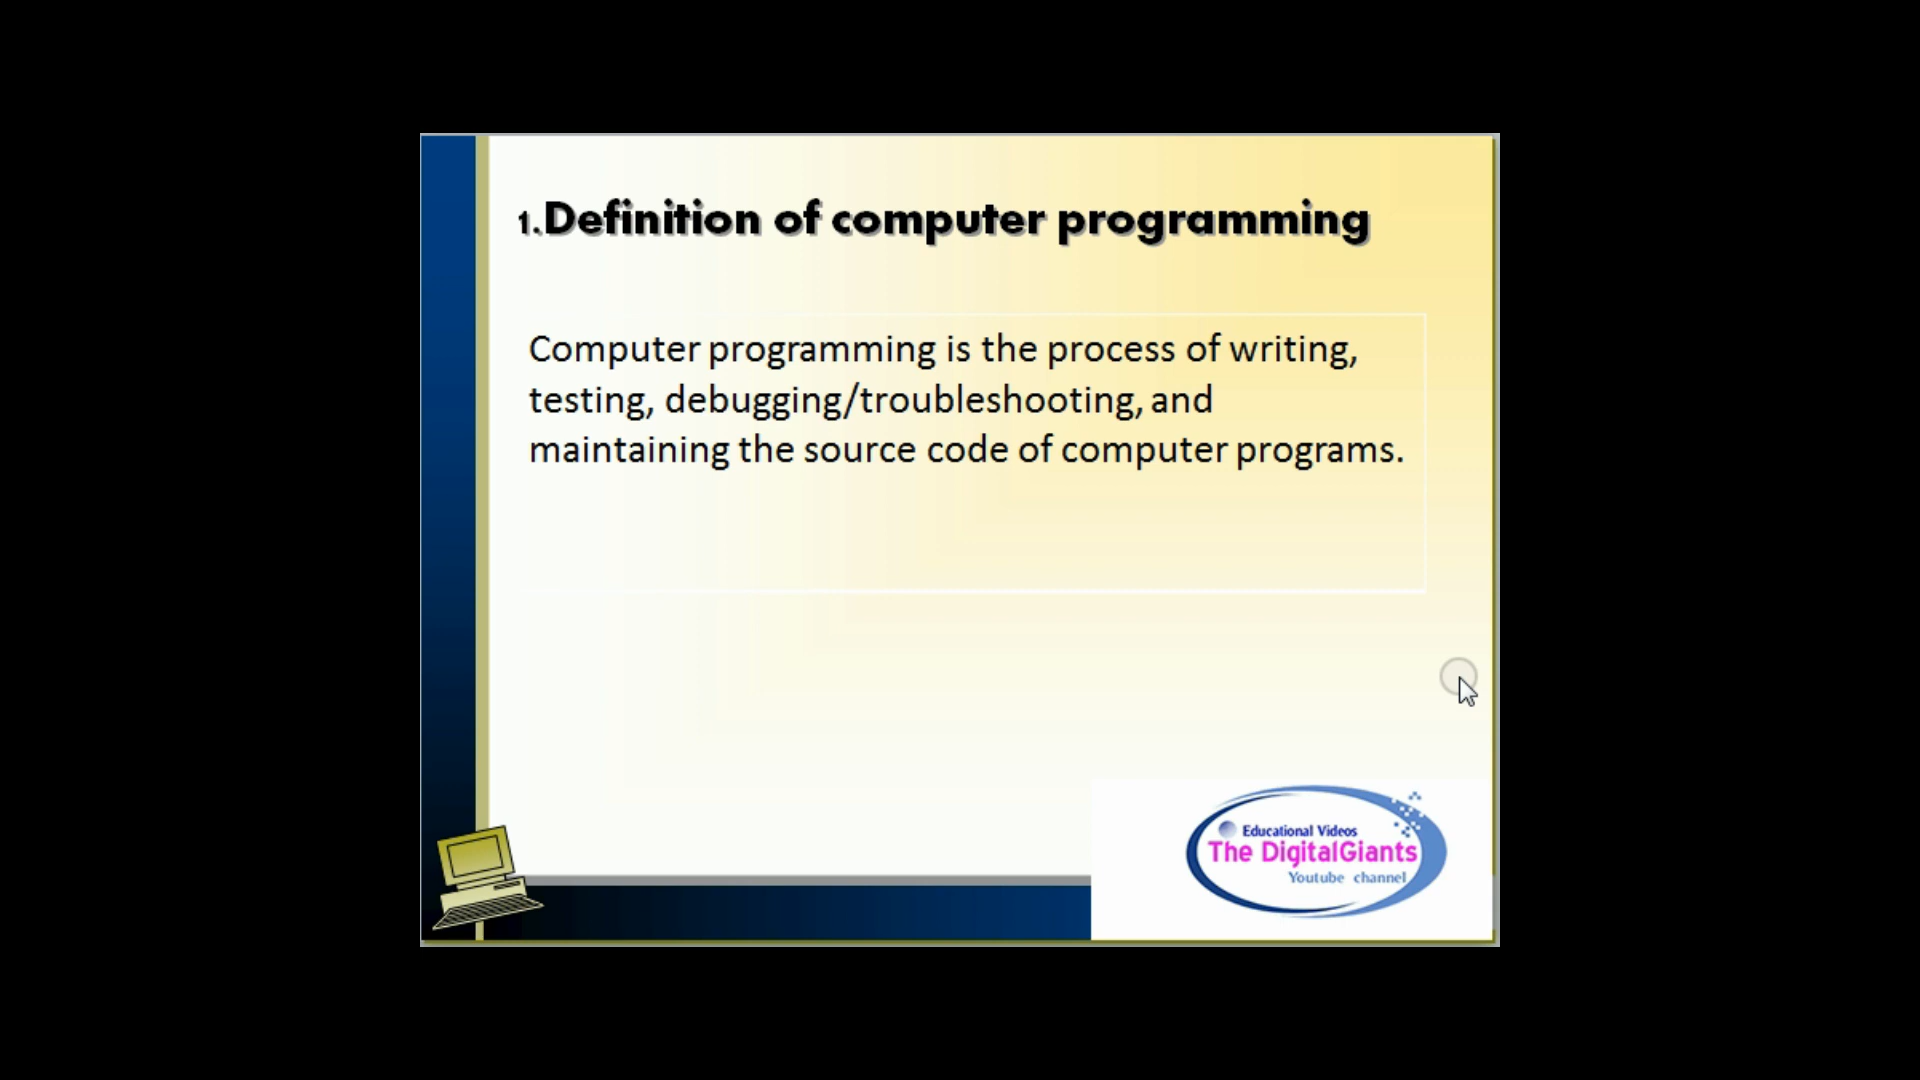 1.Definition of computer programming
Computer programming is the process of writing,
testing, debugging/troubleshooting, and
maintaining the source code of computer programs.
Educational Videos
The DigitalGiants
Youtube channel